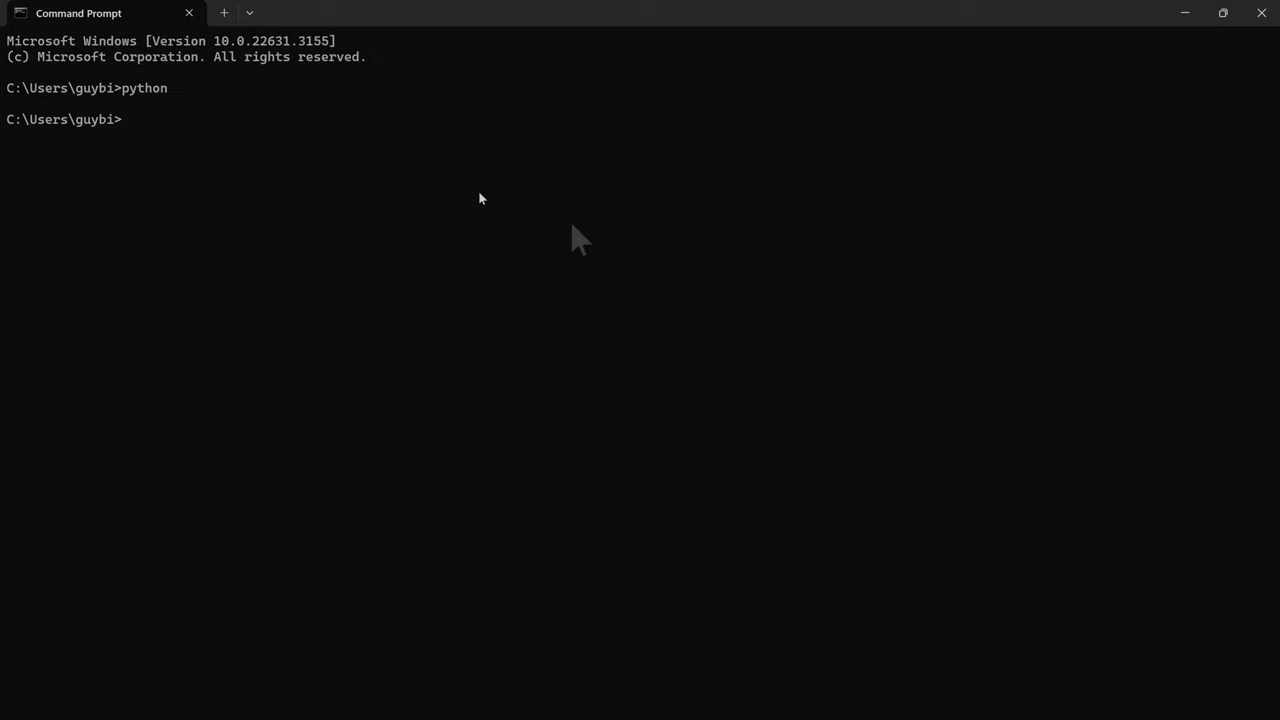 Command Prompt
Microsoft Windows [Version 10.0.22631.3155]
(c) Microsoft Corporation. All rights reserved.
C:\Users\guybi>python
C:\Users\guybi>